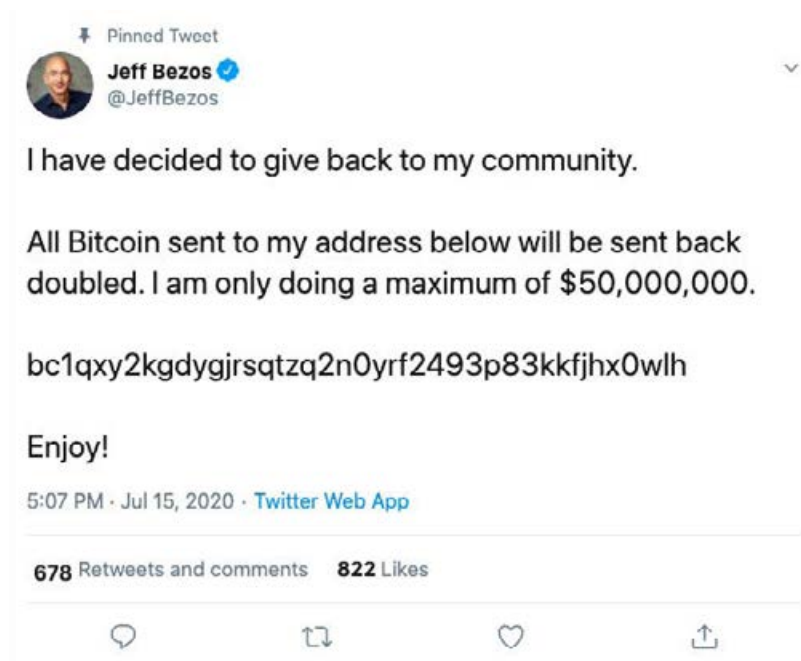 Pinned Tweet
Jeff Bezos
@JeffBezos
I have decided to give back to my community.
All Bitcoin sent to my address below will be sent back
doubled. I am only doing a maximum of $50,000,000.
bc1qxy2kgdygjrsqtzq2n0yrf2493p83kkfjhx0wlh
Enjoy!
5:07 PM · Jul 15, 2020 · Twitter Web App
678 Retweets and comments 822 Likes